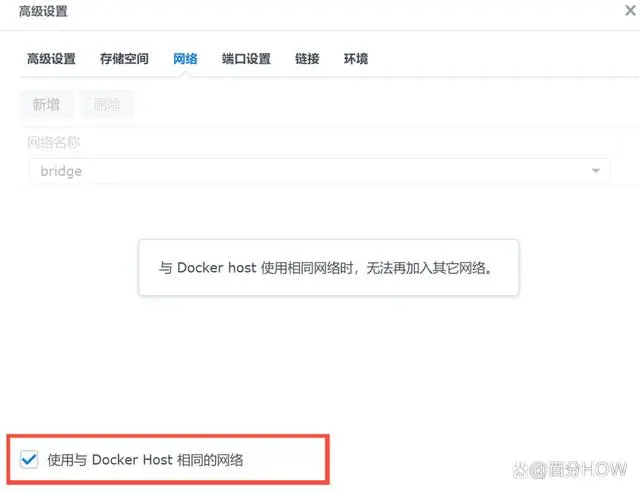 高级设置
高级设置 存储空间 网络 端口设置 链接 环境
新增 删除
网络名称
bridge
与 Docker host 使用相同网络时，无法再加入其它网络。
使用与 Docker Host 相同的网络
@百分HOW